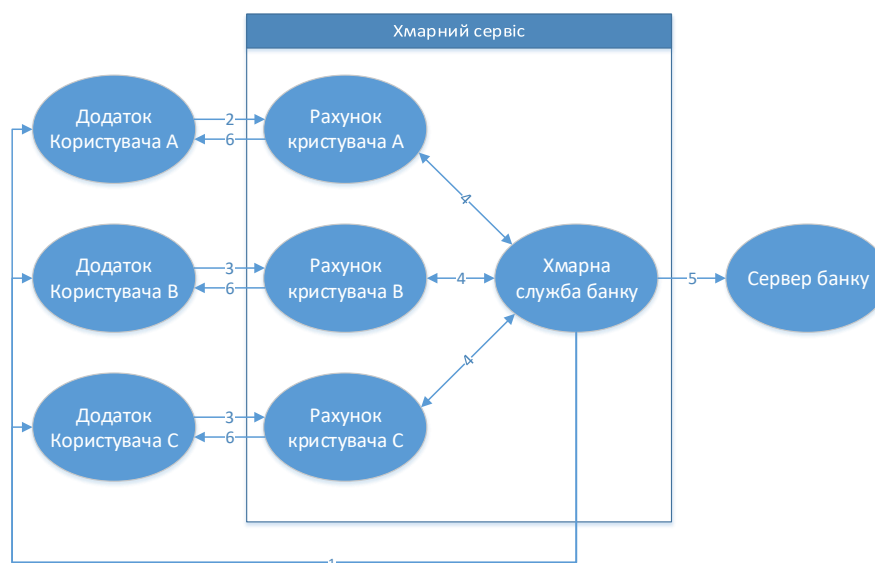 Хмарний сервіс
Додаток
Користувача А
2
6
Рахунок
кристувача А
4
Додаток
Користувача В
3
6
Рахунок
кристувача В
4
Хмарна
служба банку
5
Сервер банку
Додаток
Користувача С
3
6
Рахунок
кристувача С
4
1